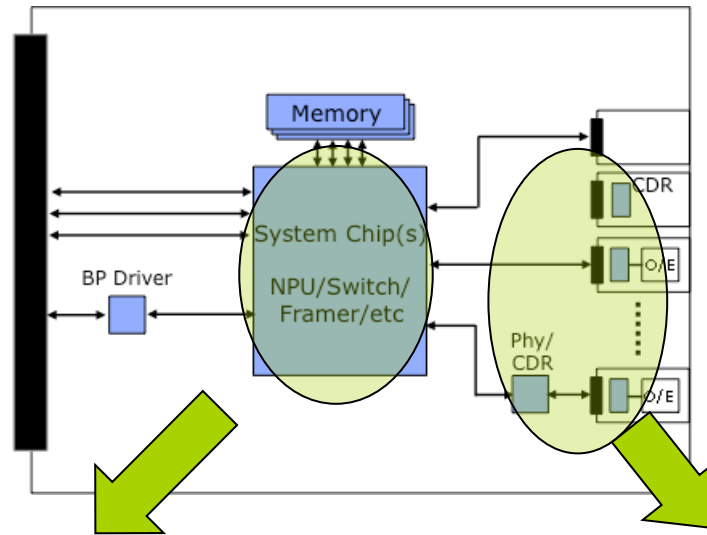 Memory
CDR
System Chip(s)
NPU/Switch/
Framer/etc
BP Driver
O/E
Phy/
CDR
O/E